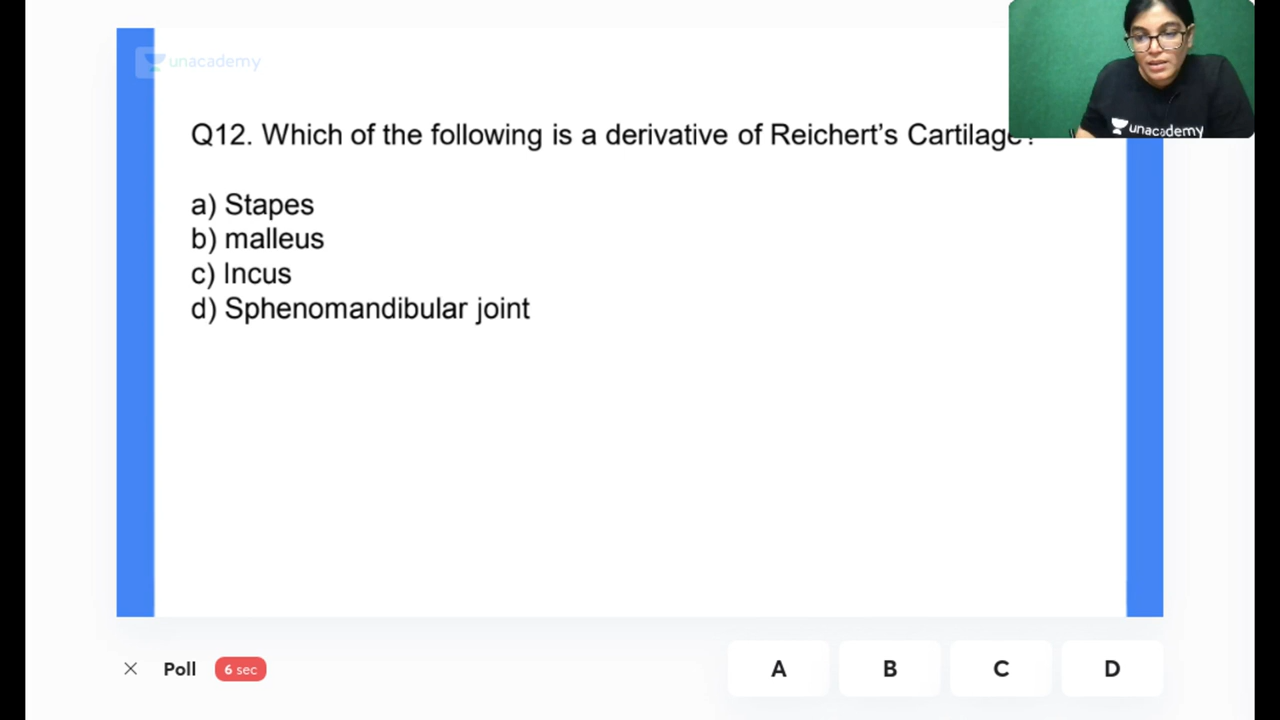 unacademy
Q12. Which of the following is a derivative of Reichert's Cartilage?
unacademy
a) Stapes
b) malleus
c) Incus
d) Sphenomandibular joint
Poll
6 sec
A
B
C
D